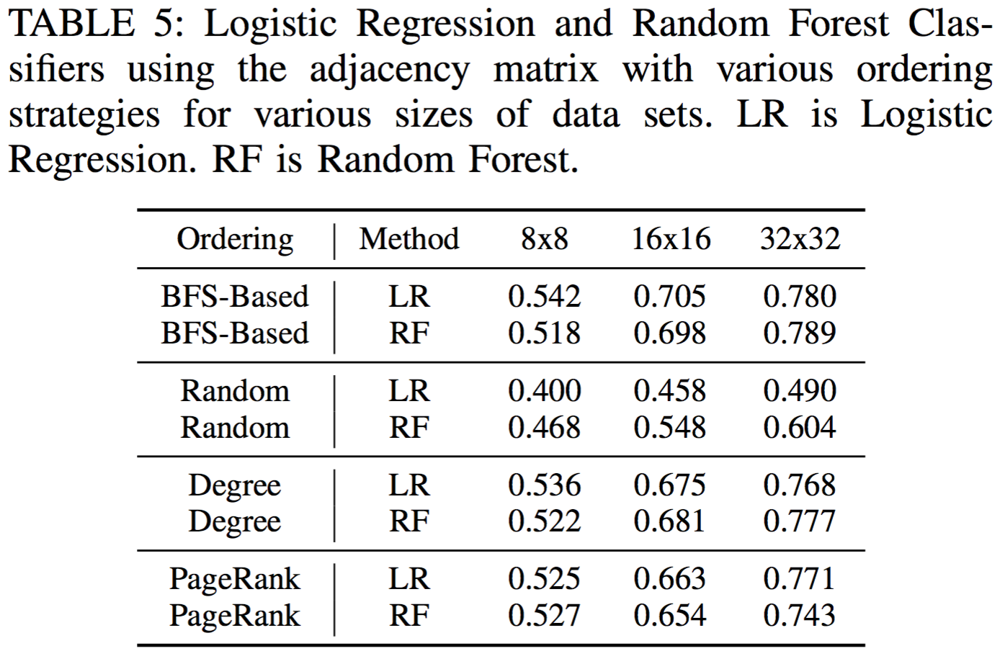 TABLE 5: Logistic Regression and Random Forest Clas-
sifiers using the adjacency matrix with various ordering
strategies for various sizes of data sets. LR is Logistic
Regression. RF is Random Forest.
Ordering Method 8x8 16x16 32x32
BFS-Based LR 0.542 0.705 0.780
BFS-Based RF 0.518 0.698 0.789
Random LR 0.400 0.458 0.490
Random RF 0.468 0.548 0.604
Degree LR 0.536 0.675 0.768
Degree RF 0.522 0.681 0.777
PageRank LR 0.525 0.663 0.771
PageRank RF 0.527 0.654 0.743